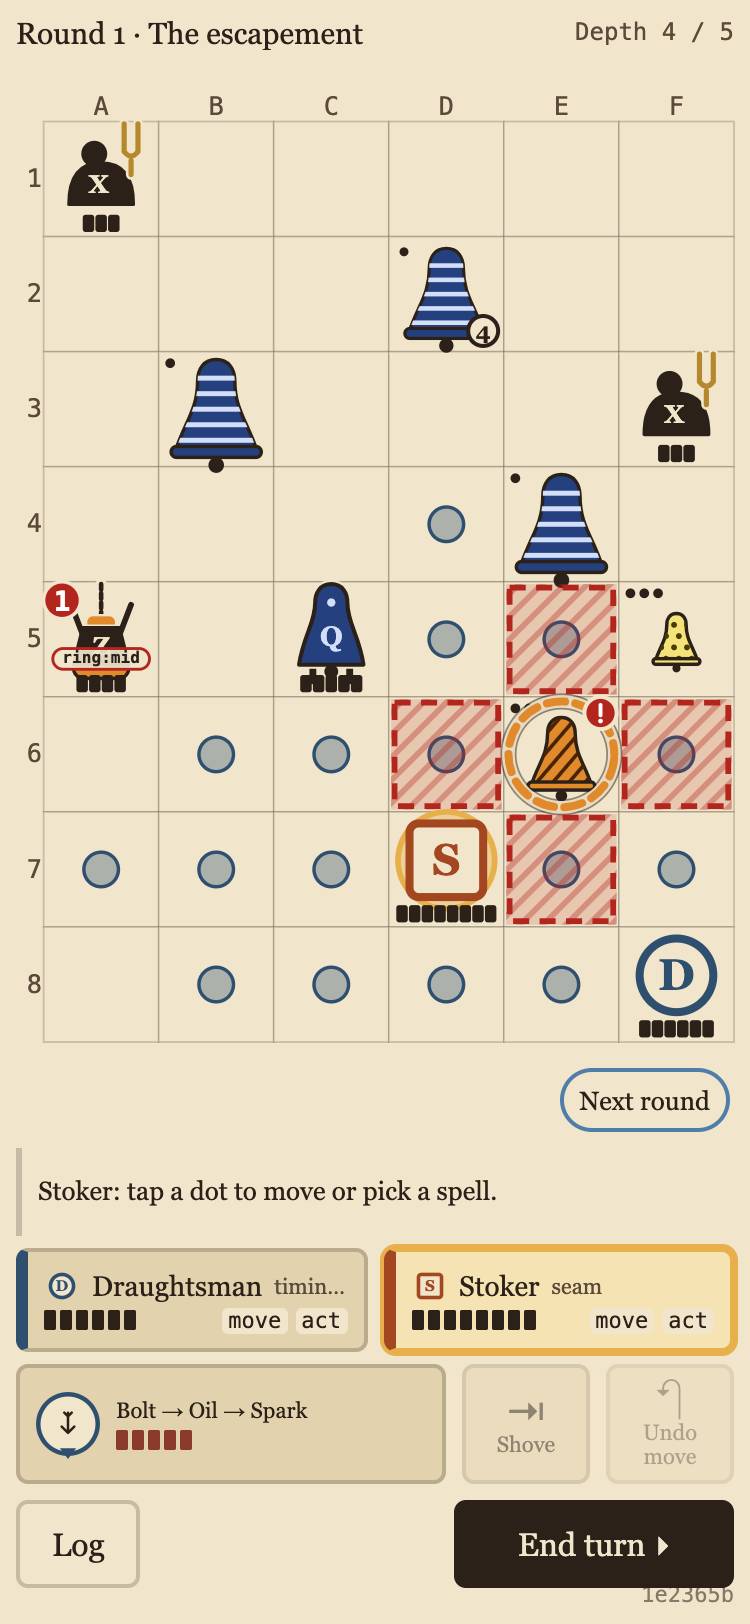 Round 1 · The escapement
Depth 4 / 5
A B C D E F
1
x
2
4
3
x
4
5
1
ring:mid
Q
6
!
7
S
8
D
Next round
Stoker: tap a dot to move or pick a spell.
D Draughtsman timin...
move act
S Stoker seam
move act
Bolt → Oil → Spark
Shove
Undo
move
Log
End turn
1e2365b